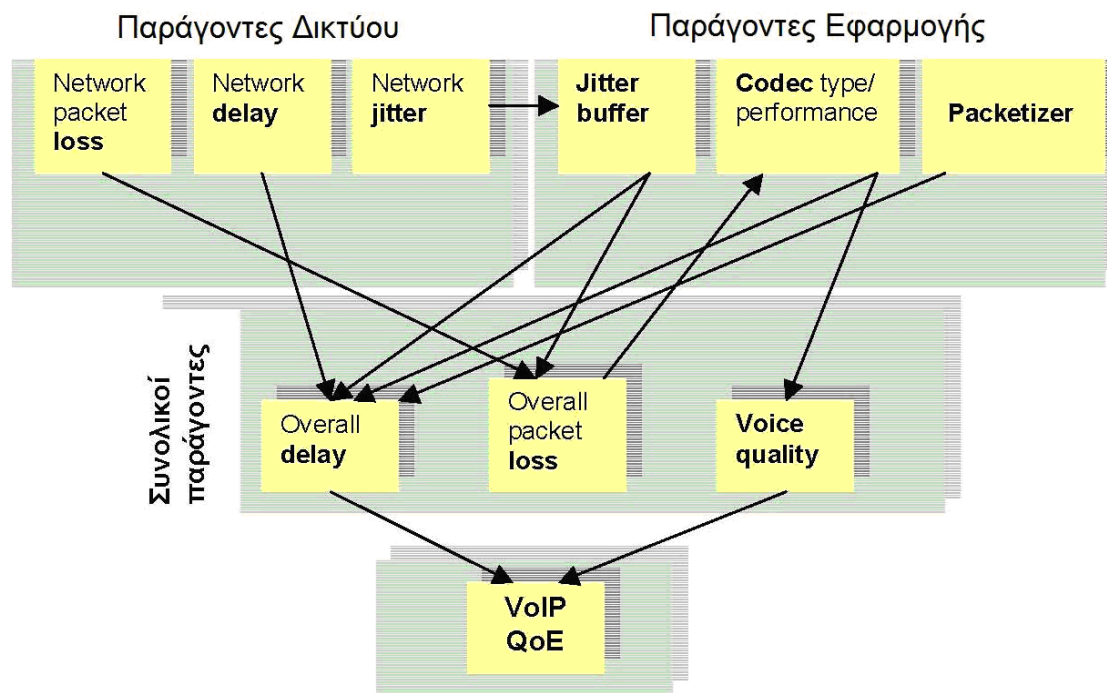 Παράγοντες Δικτύου
Παράγοντες Εφαρμογής
Network
packet
loss
Network
delay
Network
jitter
Jitter
buffer
Codec type/
performance
Packetizer
Συνολικοί
παράγοντες
Overall
delay
Overall
packet
loss
Voice
quality
VoIP
QoE